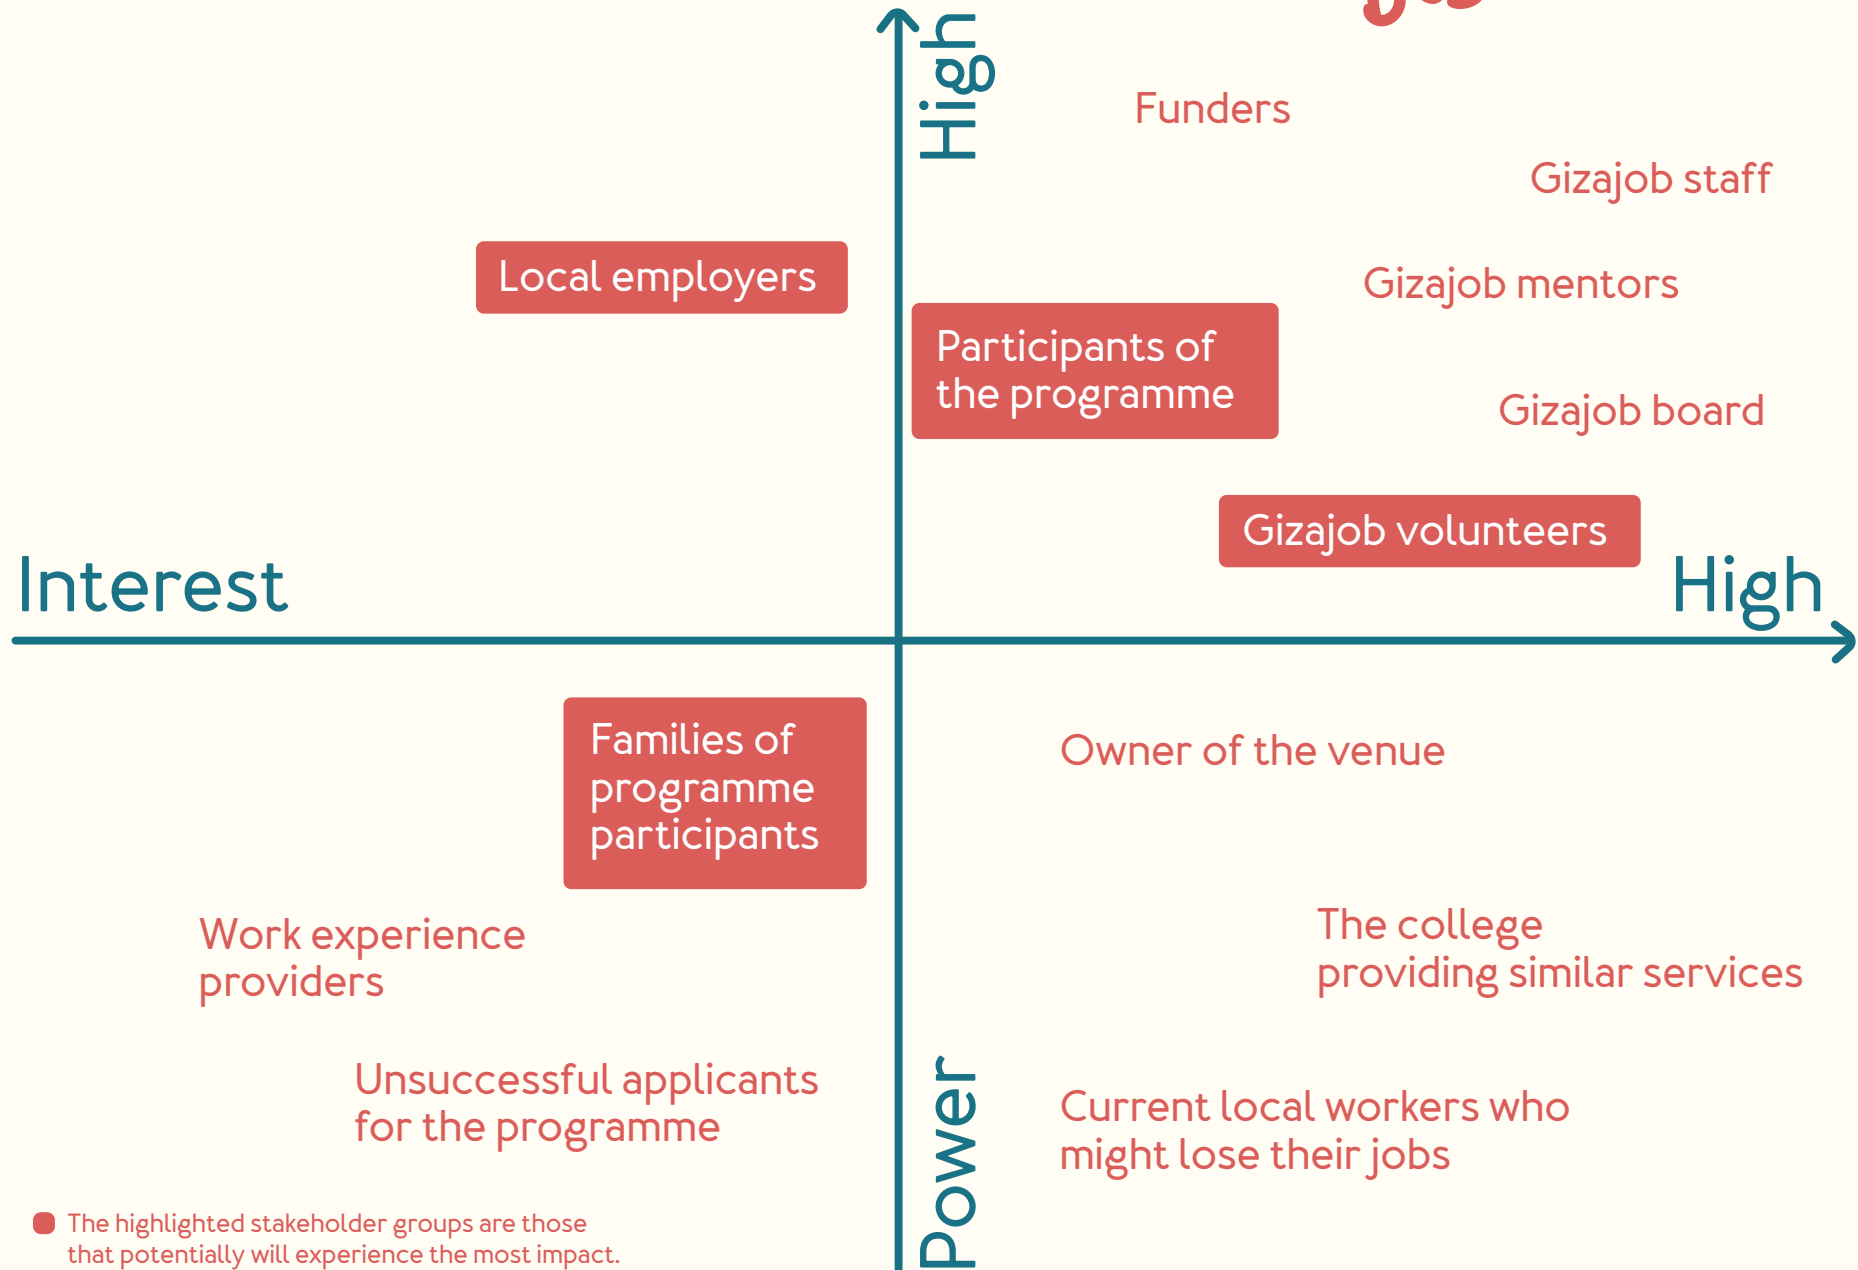 High
Funders
Gizajob staff
Local employers
Gizajob mentors
Participants of
the programme
Gizajob board
Gizajob volunteers
Interest
High
Families of
programme
participants
Owner of the venue
Work experience
providers
The college
providing similar services
Unsuccessful applicants
for the programme
Current local workers who
might lose their jobs
Power
The highlighted stakeholder groups are those
that potentially will experience the most impact.